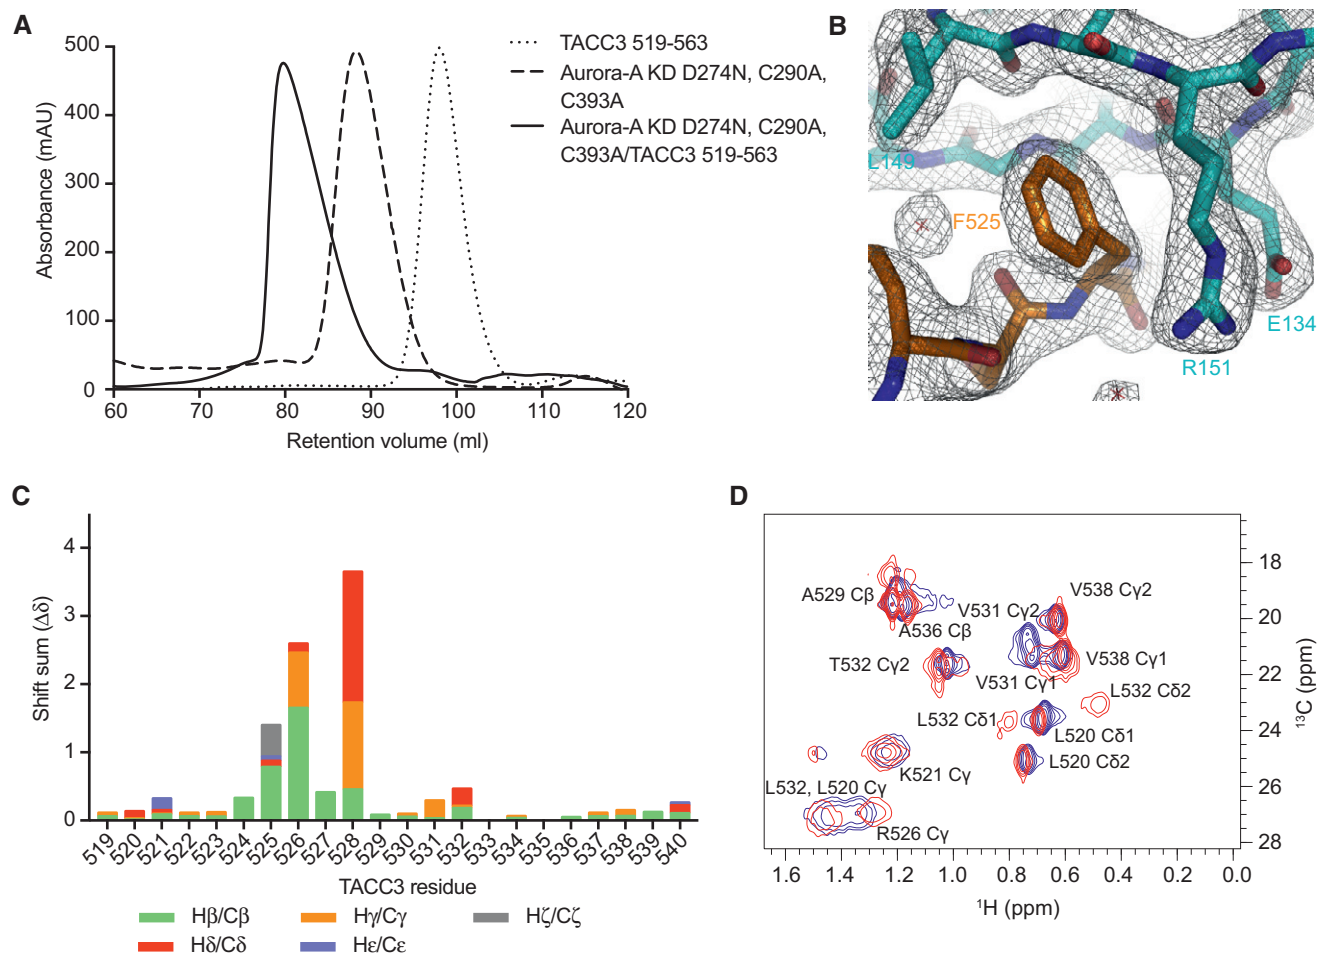 A
Absorbance (mAU)
500
400
300
200
100
0
60 70 80 90 100 110 120
Retention volume (ml)
TACC3 519-563
Aurora-A KD D274N, C290A,
C393A
Aurora-A KD D274N, C290A,
C393A/TACC3 519-563
B
L149
F525
E134
R151
C
Shift sum (Δδ)
4
3
2
1
0
519 520 521 522 523 524 525 526 527 528 529 530 531 532 533 534 535 536 537 538 539 540
TACC3 residue
Hβ/Cβ
Hγ/Cγ
Hζ/Cζ
Hδ/Cδ
Hε/Cε
D
A529 Cβ
V538 Cγ2
V531 Cγ2
A536 Cβ
T532 Cγ2
V538 Cγ1
V531 Cγ1
L532 Cδ2
L532 Cδ1
L520 Cδ1
L520 Cδ2
K521 Cγ
L532, L520 Cγ
R526 Cγ
18
20
22
24
26
28
¹³C (ppm)
1.6 1.4 1.2 1.0 0.8 0.6 0.4 0.2 0.0
¹H (ppm)